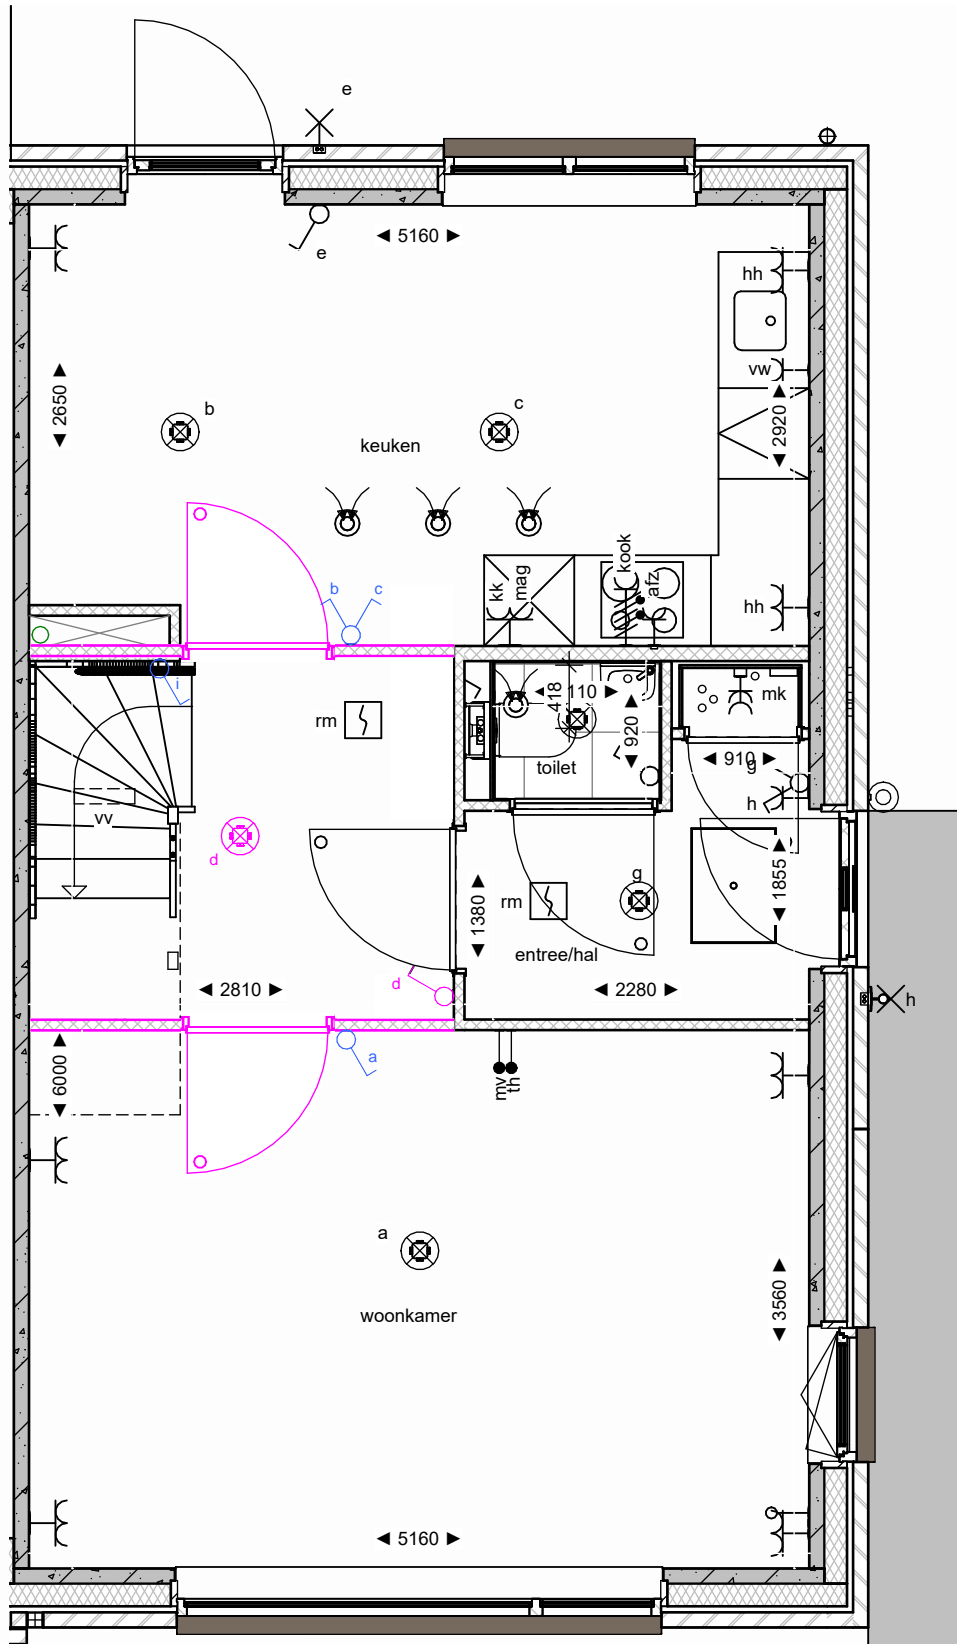 e
e
◄ 5160 ►
hh
vw
◄ 2650 ►
◄ 2920 ►
b
c
keuken
kook
kk
mag
afz
hh
b
c
i
rm
418
◄ 110 ►
◄ 920 ►
mk
toilet
◄ 910 ►
g
h
vv
d
g
rm
◄ 1380 ►
◄ 1855 ►
entree/hal
d
◄ 2810 ►
◄ 2280 ►
h
a
◄ 6000 ►
mv
th
a
woonkamer
◄ 3560 ►
◄ 5160 ►